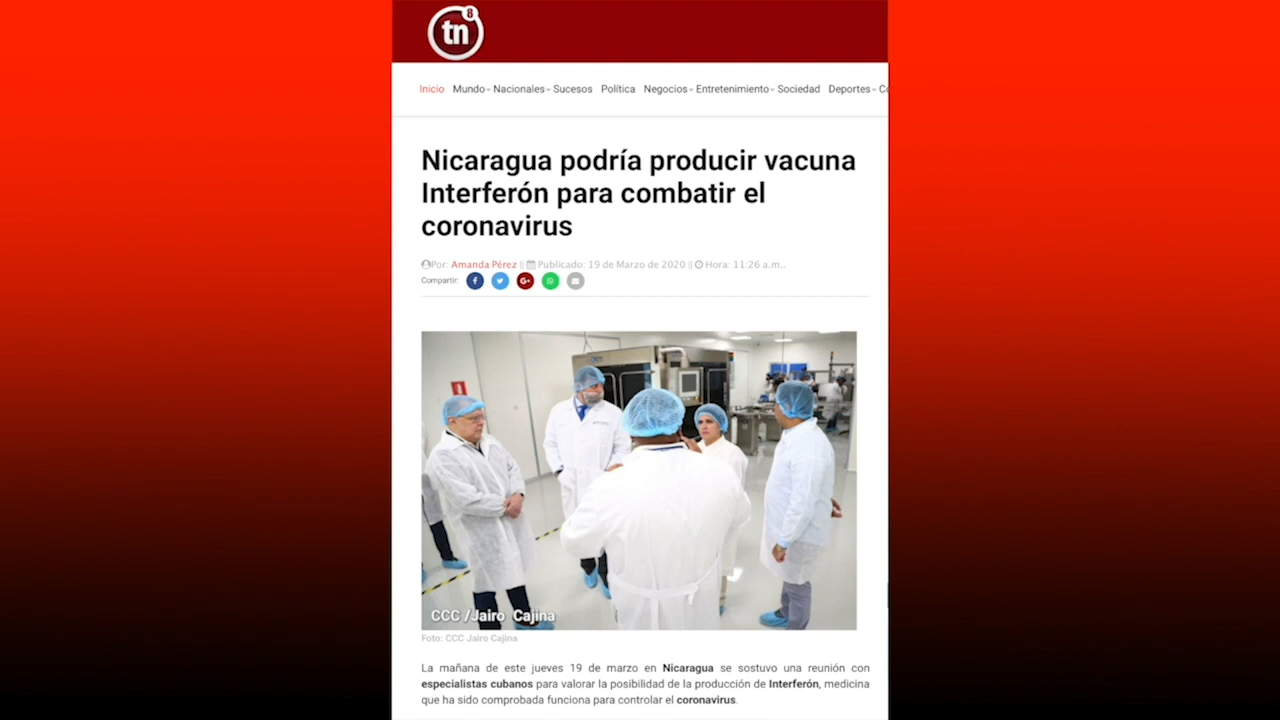 tn8
Inicio Mundo Nacionales Sucesos Política Negocios Entretenimiento Sociedad Deportes
Nicaragua podría producir vacuna
Interferón para combatir el
coronavirus
Por: Amanda Pérez || Publicado: 19 de Marzo de 2020 || Hora: 11:26 a.m..
Compartir:
CCC /Jairo Cajina
Foto: CCC Jairo Cajina
La mañana de este jueves 19 de marzo en Nicaragua se sostuvo una reunión con
especialistas cubanos para valorar la posibilidad de la producción de Interferón, medicina
que ha sido comprobada funciona para controlar el coronavirus.